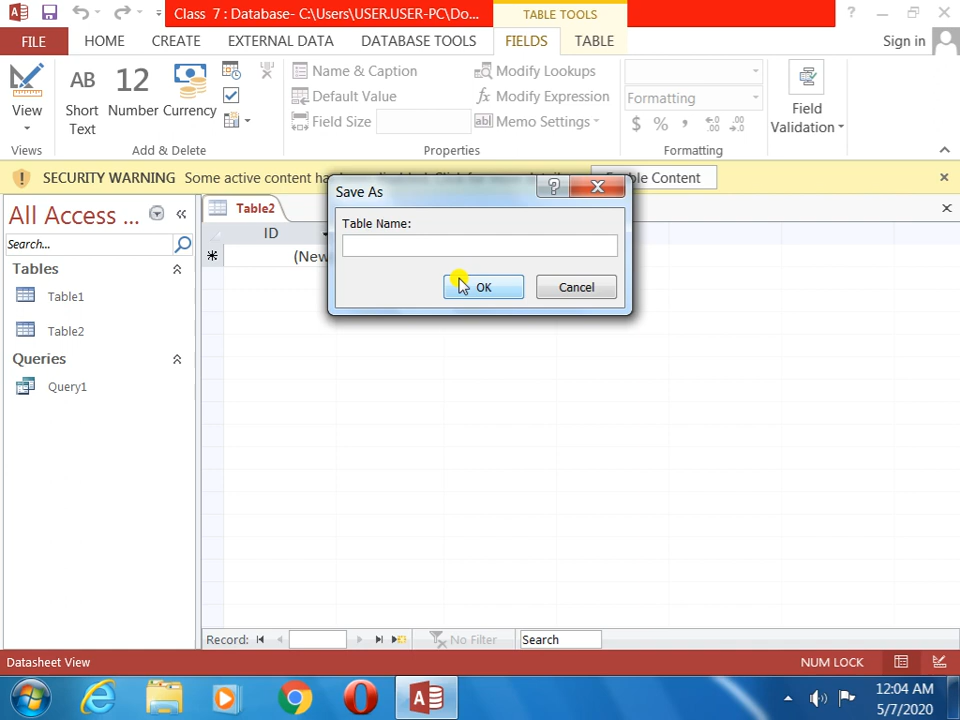 Class 7 : Database- C:\Users\USER.USER-PC\Do...
TABLE TOOLS
?
FILE
HOME
CREATE
EXTERNAL DATA
DATABASE TOOLS
FIELDS
TABLE
Sign in
View
AB
Short
Text
12
Number
Currency
Name & Caption
Default Value
Field Size
Modify Lookups
fx Modify Expression
ab Memo Settings
Formatting
$ % ,
Field
Validation
Views
Add & Delete
Properties
Formatting
SECURITY WARNING Some active content
Content
All Access ...
Search...
Tables
Table1
Table2
Queries
Query1
Table2
ID
(New
Save As
?
Table Name:
OK
Cancel
Record:
No Filter
Search
Datasheet View
NUM LOCK
12:04 AM
5/7/2020